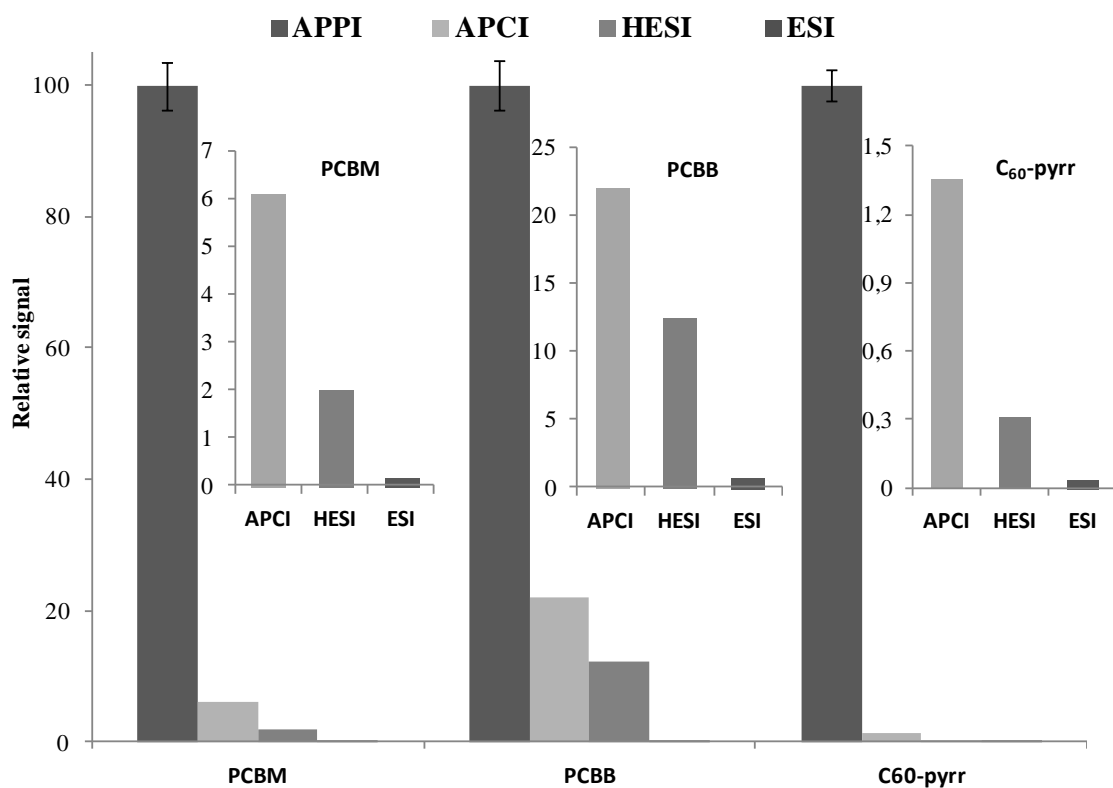 APPI APCI HESI ESI
Relative signal
100
80
60
40
20
0
PCBM
7
6
5
4
3
2
1
0
APCI HESI ESI
PCBB
25
20
15
10
5
0
APCI HESI ESI
C60-pyrr
1,5
1,2
0,9
0,6
0,3
0
APCI HESI ESI
PCBM PCBB C60-pyrr